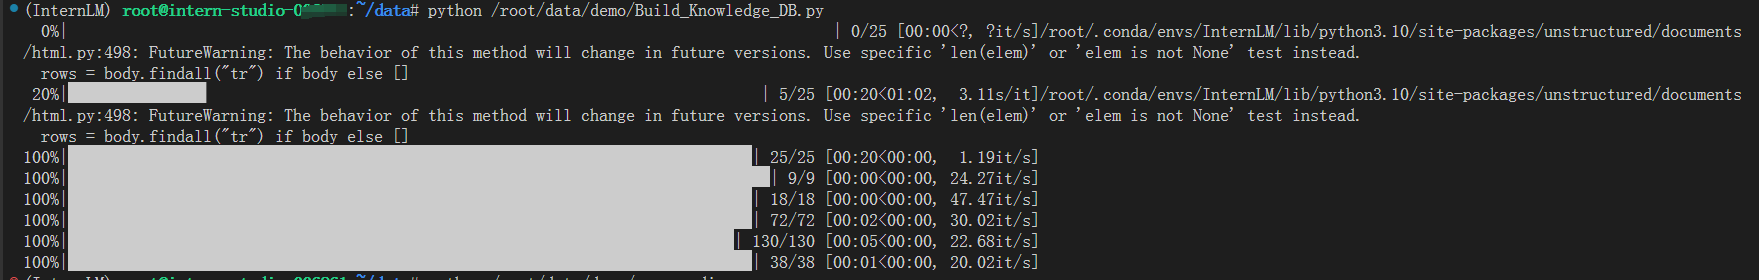 (InternLM) root@intern-studio-0 :~/data# python /root/data/demo/Build_Knowledge_DB.py
0%| | 0/25 [00:00<?, ?it/s]/root/.conda/envs/InternLM/lib/python3.10/site-packages/unstructured/documents
/html.py:498: FutureWarning: The behavior of this method will change in future versions. Use specific 'len(elem)' or 'elem is not None' test instead.
rows = body.findall("tr") if body else []
20%| | 5/25 [00:20<01:02, 3.11s/it]/root/.conda/envs/InternLM/lib/python3.10/site-packages/unstructured/documents
/html.py:498: FutureWarning: The behavior of this method will change in future versions. Use specific 'len(elem)' or 'elem is not None' test instead.
rows = body.findall("tr") if body else []
100%| | 25/25 [00:20<00:00, 1.19it/s]
100%| | 9/9 [00:00<00:00, 24.27it/s]
100%| | 18/18 [00:00<00:00, 47.47it/s]
100%| | 72/72 [00:02<00:00, 30.02it/s]
100%| | 130/130 [00:05<00:00, 22.68it/s]
100%| | 38/38 [00:01<00:00, 20.02it/s]